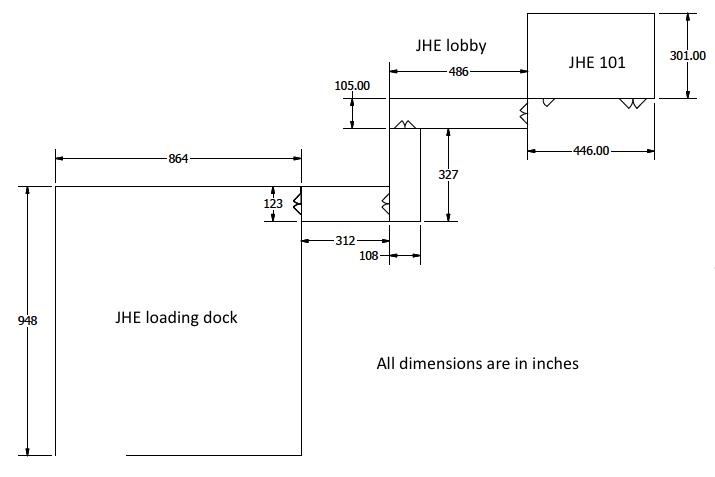 JHE lobby
486
JHE 101
301.00
105.00
446.00
864
327
123
312
108
948
JHE loading dock
All dimensions are in inches